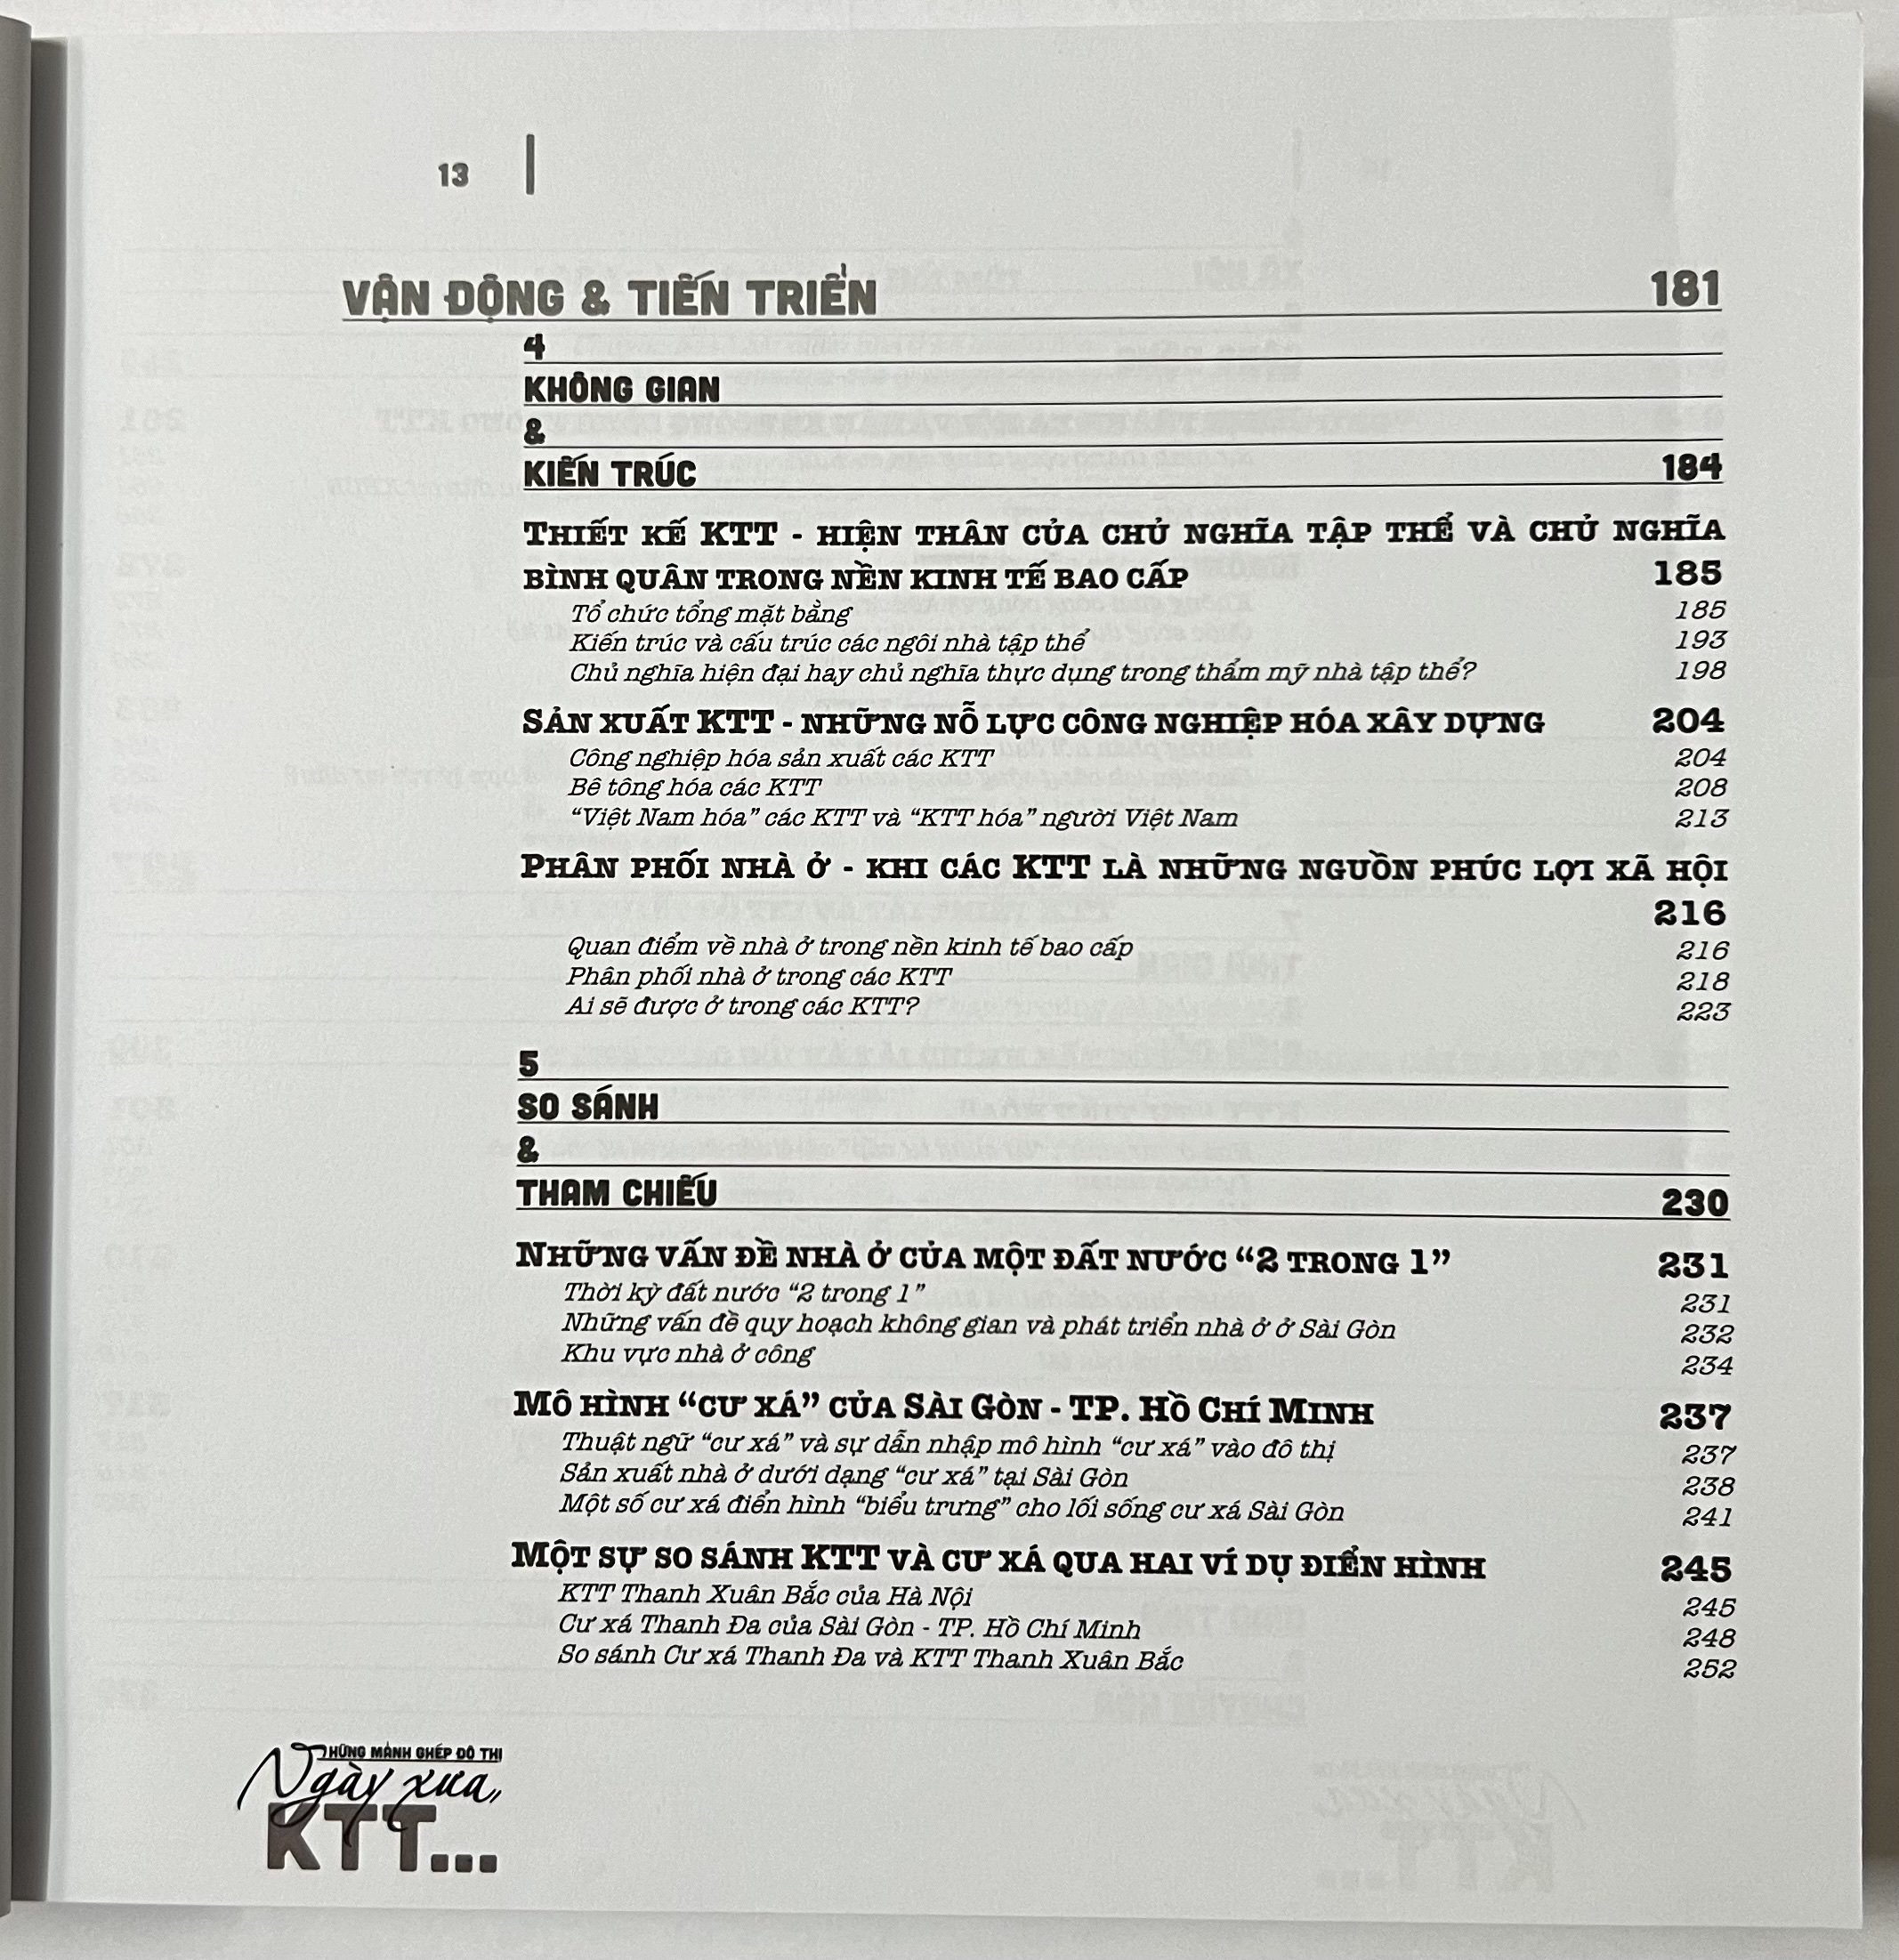 13
VẬN ĐỘNG & TIẾN TRIỂN 181
4
KHÔNG GIAN
&
KIẾN TRÚC 184
THIẾT KẾ KTT - HIỆN THÂN CỦA CHỦ NGHĨA TẬP THỂ VÀ CHỦ NGHĨA
BÌNH QUÂN TRONG NỀN KINH TẾ BAO CẤP 185
Tổ chức tổng mặt bằng 185
Kiến trúc và cấu trúc các ngôi nhà tập thể 193
Chủ nghĩa hiện đại hay chủ nghĩa thực dụng trong thẩm mỹ nhà tập thể? 198
SẢN XUẤT KTT - NHỮNG NỖ LỰC CÔNG NGHIỆP HÓA XÂY DỰNG 204
Công nghiệp hóa sản xuất các KTT 204
Bê tông hóa các KTT 208
“Việt Nam hóa” các KTT và “KTT hóa” người Việt Nam 213
PHÂN PHỐI NHÀ Ở - KHI CÁC KTT LÀ NHỮNG NGUỒN PHÚC LỢI XÃ HỘI
216
Quan điểm về nhà ở trong nền kinh tế bao cấp 216
Phân phối nhà ở trong các KTT 218
Ai sẽ được ở trong các KTT? 223
5
SO SÁNH
&
THAM CHIẾU 230
NHỮNG VẤN ĐỀ NHÀ Ở CỦA MỘT ĐẤT NƯỚC “2 TRONG 1” 231
Thời kỳ đất nước “2 trong 1” 231
Những vấn đề quy hoạch không gian và phát triển nhà ở ở Sài Gòn 232
Khu vực nhà ở công 234
MÔ HÌNH “CƯ XÁ” CỦA SÀI GÒN - TP. HỒ CHÍ MINH 237
Thuật ngữ “cư xá” và sự dẫn nhập mô hình “cư xá” vào đô thị 237
Sản xuất nhà ở dưới dạng “cư xá” tại Sài Gòn 238
Một số cư xá điển hình “biểu trưng” cho lối sống cư xá Sài Gòn 241
MỘT SỰ SO SÁNH KTT VÀ CƯ XÁ QUA HAI VÍ DỤ ĐIỂN HÌNH 245
KTT Thanh Xuân Bắc của Hà Nội 245
Cư xá Thanh Đa của Sài Gòn - TP. Hồ Chí Minh 248
So sánh Cư xá Thanh Đa và KTT Thanh Xuân Bắc 252
NHỮNG MẢNH GHÉP ĐÔ THỊ
Ngày xưa,
KTT...